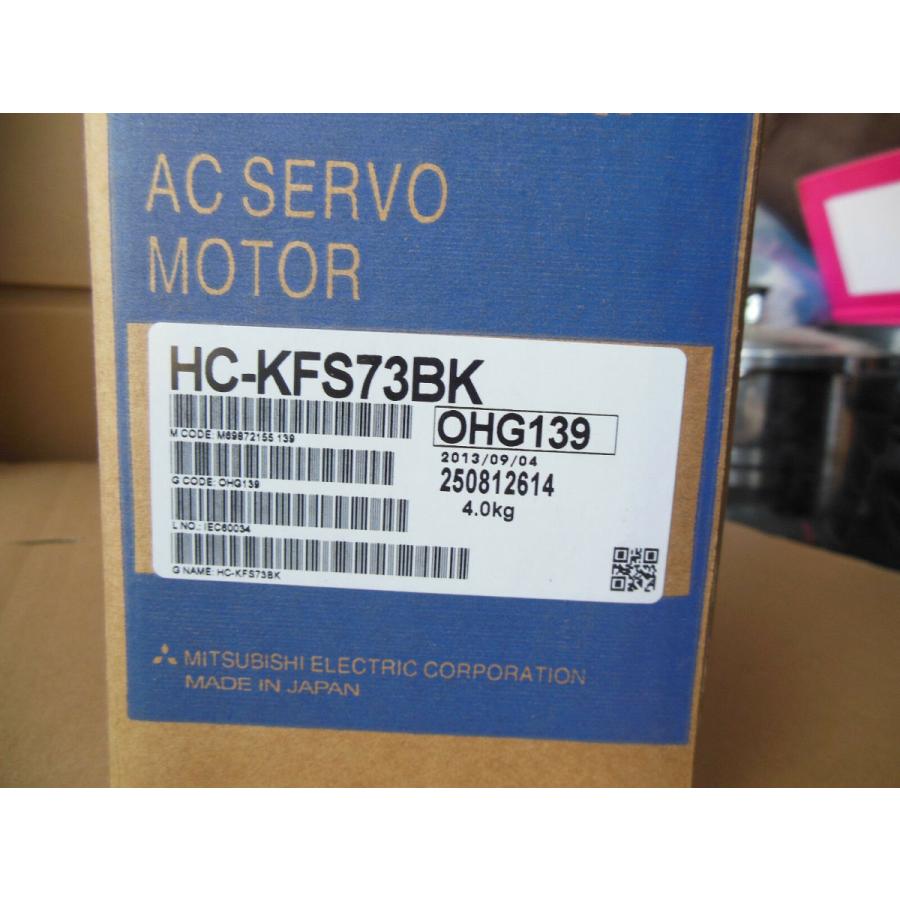 AC SERVO
MOTOR
HC-KFS73BK
M CODE: M69872155 139
OHG139
2013/09/04
G CODE: OHG139
250812614
4.0kg
L NO.: IEC60034
G NAME: HC-KFS73BK
MITSUBISHI ELECTRIC CORPORATION
MADE IN JAPAN